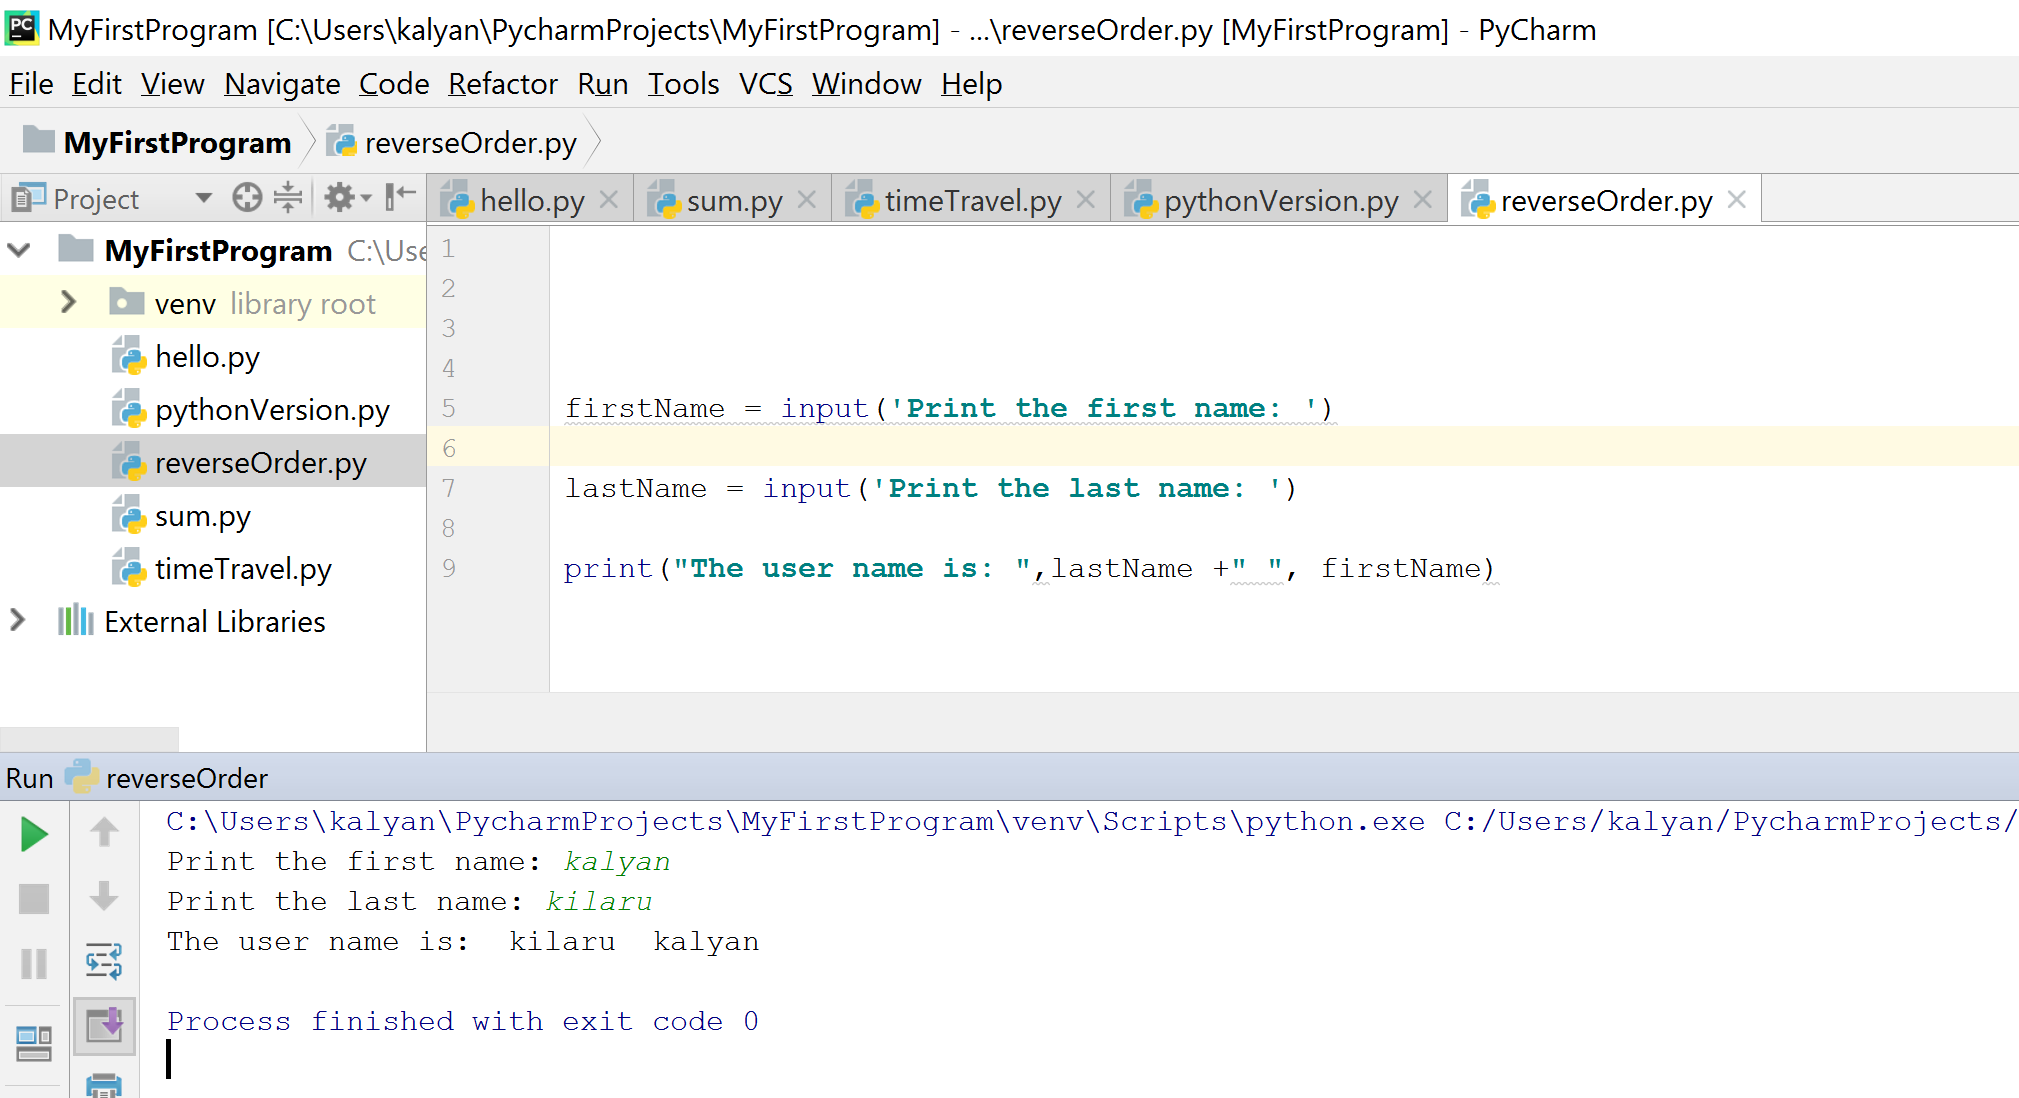 PC MyFirstProgram [C:\Users\kalyan\PycharmProjects\MyFirstProgram] - ...\reverseOrder.py [MyFirstProgram] - PyCharm
File Edit View Navigate Code Refactor Run Tools VCS Window Help
MyFirstProgram reverseOrder.py
Project hello.py sum.py timeTravel.py pythonVersion.py reverseOrder.py
MyFirstProgram C:\Use
venv library root
hello.py
pythonVersion.py
reverseOrder.py
sum.py
timeTravel.py
External Libraries
1
2
3
4
5 firstName = input('Print the first name: ')
6
7 lastName = input('Print the last name: ')
8
9 print("The user name is: ",lastName +" ", firstName)
Run reverseOrder
C:\Users\kalyan\PycharmProjects\MyFirstProgram\venv\Scripts\python.exe C:/Users/kalyan/PycharmProjects/
Print the first name: kalyan
Print the last name: kilaru
The user name is:  kilaru  kalyan
Process finished with exit code 0